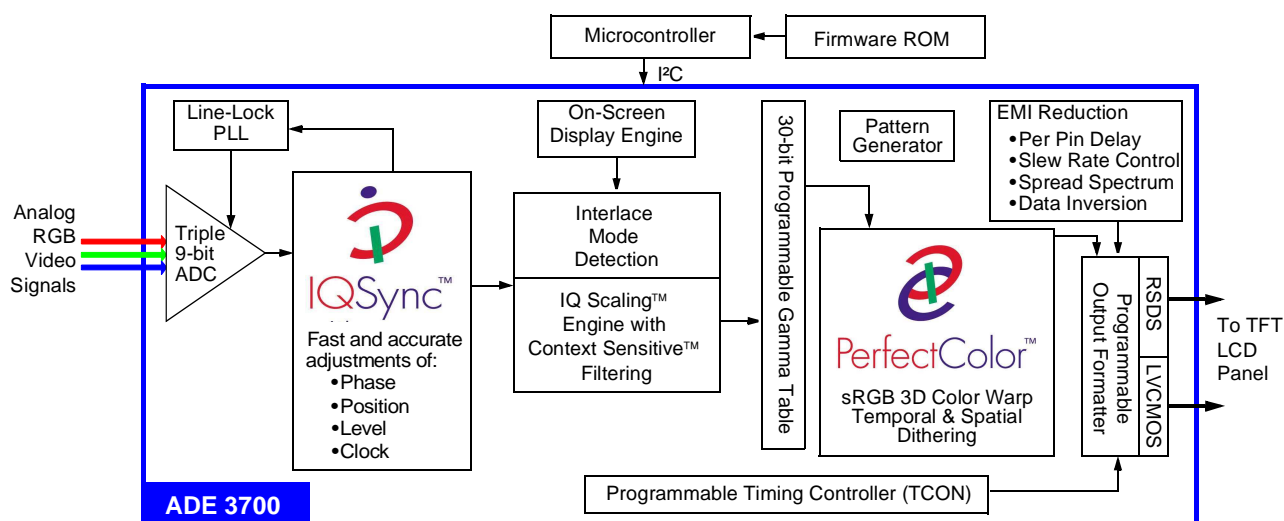 Microcontroller
Firmware ROM
I²C
Line-Lock
PLL
On-Screen
Display Engine
30-bit Programmable Gamma Table
Pattern
Generator
EMI Reduction
•Per Pin Delay
•Slew Rate Control
•Spread Spectrum
•Data Inversion
Analog
RGB
Video
Signals
Triple
9-bit
ADC
IQSync™
Fast and accurate
adjustments of:
•Phase
•Position
•Level
•Clock
Interlace
Mode
Detection
IQ Scaling™
Engine with
Context Sensitive™
Filtering
PerfectColor™
sRGB 3D Color Warp
Temporal & Spatial
Dithering
Programmable
Output Formatter
RSDS
LVCMOS
To TFT
LCD
Panel
Programmable Timing Controller (TCON)
ADE 3700